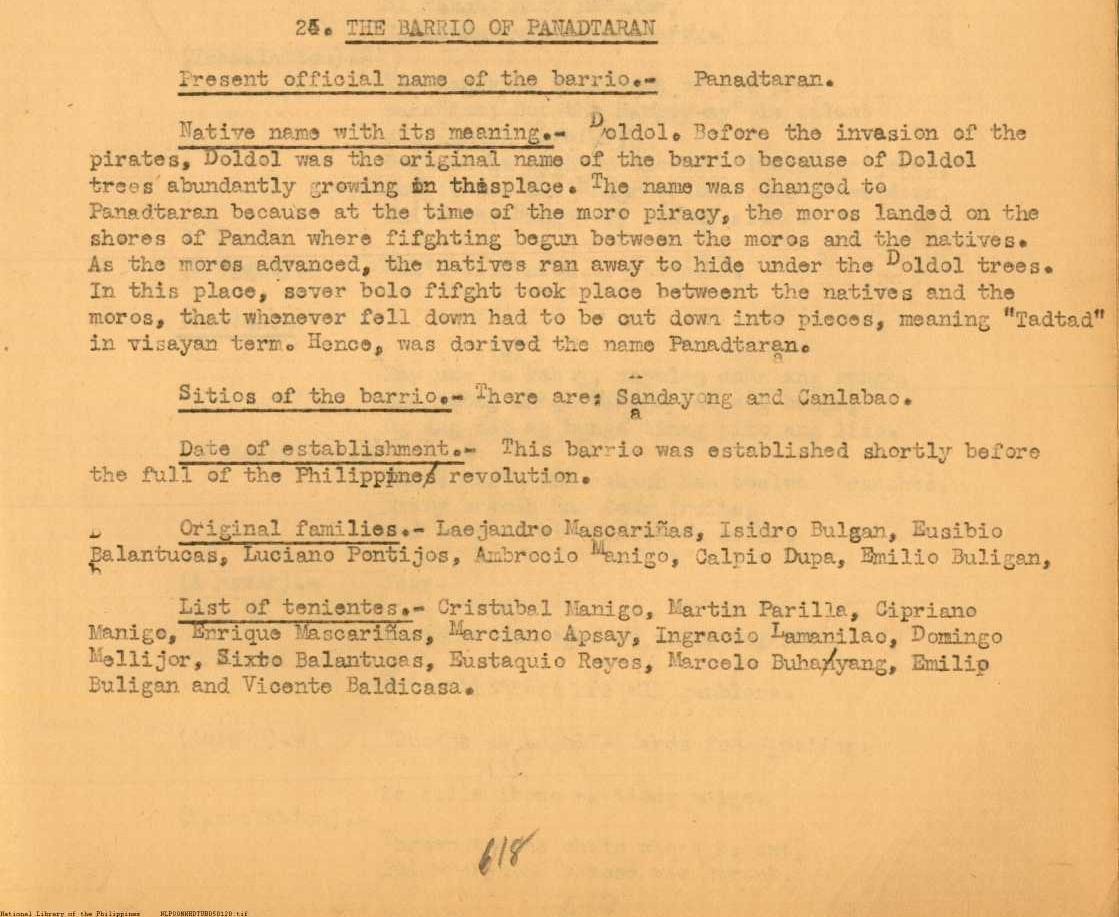 25. THE BARRIO OF PANADTARAN
Present official name of the barrio.- Panadtaran.
Native name with its meaning.- Doldol. Before the invasion of the
pirates, Doldol was the original name of the barrio because of Doldol
trees abundantly growing in thisplace. The name was changed to
Panadtaran because at the time of the moro piracy, the moros landed on the
shores of Pandan where fifghting begun between the moros and the natives.
As the moros advanced, the natives ran away to hide under the Doldol trees.
In this place, sever bolo fifght took place betweent the natives and the
moros, that whenever fell down had to be cut down into pieces, meaning "Tadtad"
in visayan term. Hence, was derived the name Panadtaran.
Sitios of the barrio.- There are: Sandayong and Canlabao.
Date of establishment.- This barrio was established shortly before
the full of the Philippine revolution.
Original families.- Laejandro Mascariñas, Isidro Bulgan, Eusibio
Balantucas, Luciano Pontijos, Ambrocio Manigo, Calpio Dupa, Emilio Buligan,
List of tenientes.- Cristubal Manigo, Martin Parilla, Cipriano
Manigo, Enrique Mascariñas, Marciano Apsay, Ingracio Lamanilao, Domingo
Mellijor, Sixto Balantucas, Eustaquio Reyes, Marcelo Buhayang, Emilio
Buligan and Vicente Baldicasa.
618
National Library of the Philippines NLPOONHHDTUB050120.tif